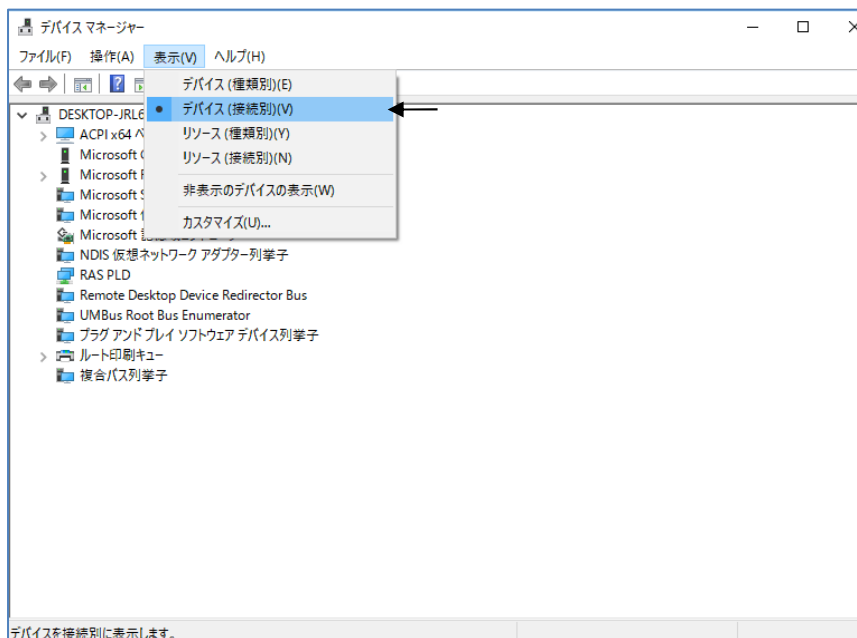 デバイス マネージャー
ファイル(F) 操作(A) 表示(V) ヘルプ(H)
デバイス (種類別)(E)
デバイス (接続別)(V)
リソース (種類別)(Y)
リソース (接続別)(N)
非表示のデバイスの表示(W)
カスタマイズ(U)...
DESKTOP-JRL6
ACPI x64
Microsoft
Microsoft
Microsoft
Microsoft
Microsoft
NDIS 仮想ネットワーク アダプター列挙子
RAS PLD
Remote Desktop Device Redirector Bus
UMBus Root Bus Enumerator
プラグ アンド プレイ ソフトウェア デバイス列挙子
ルート印刷キュー
複合バス列挙子
デバイスを接続別に表示します。